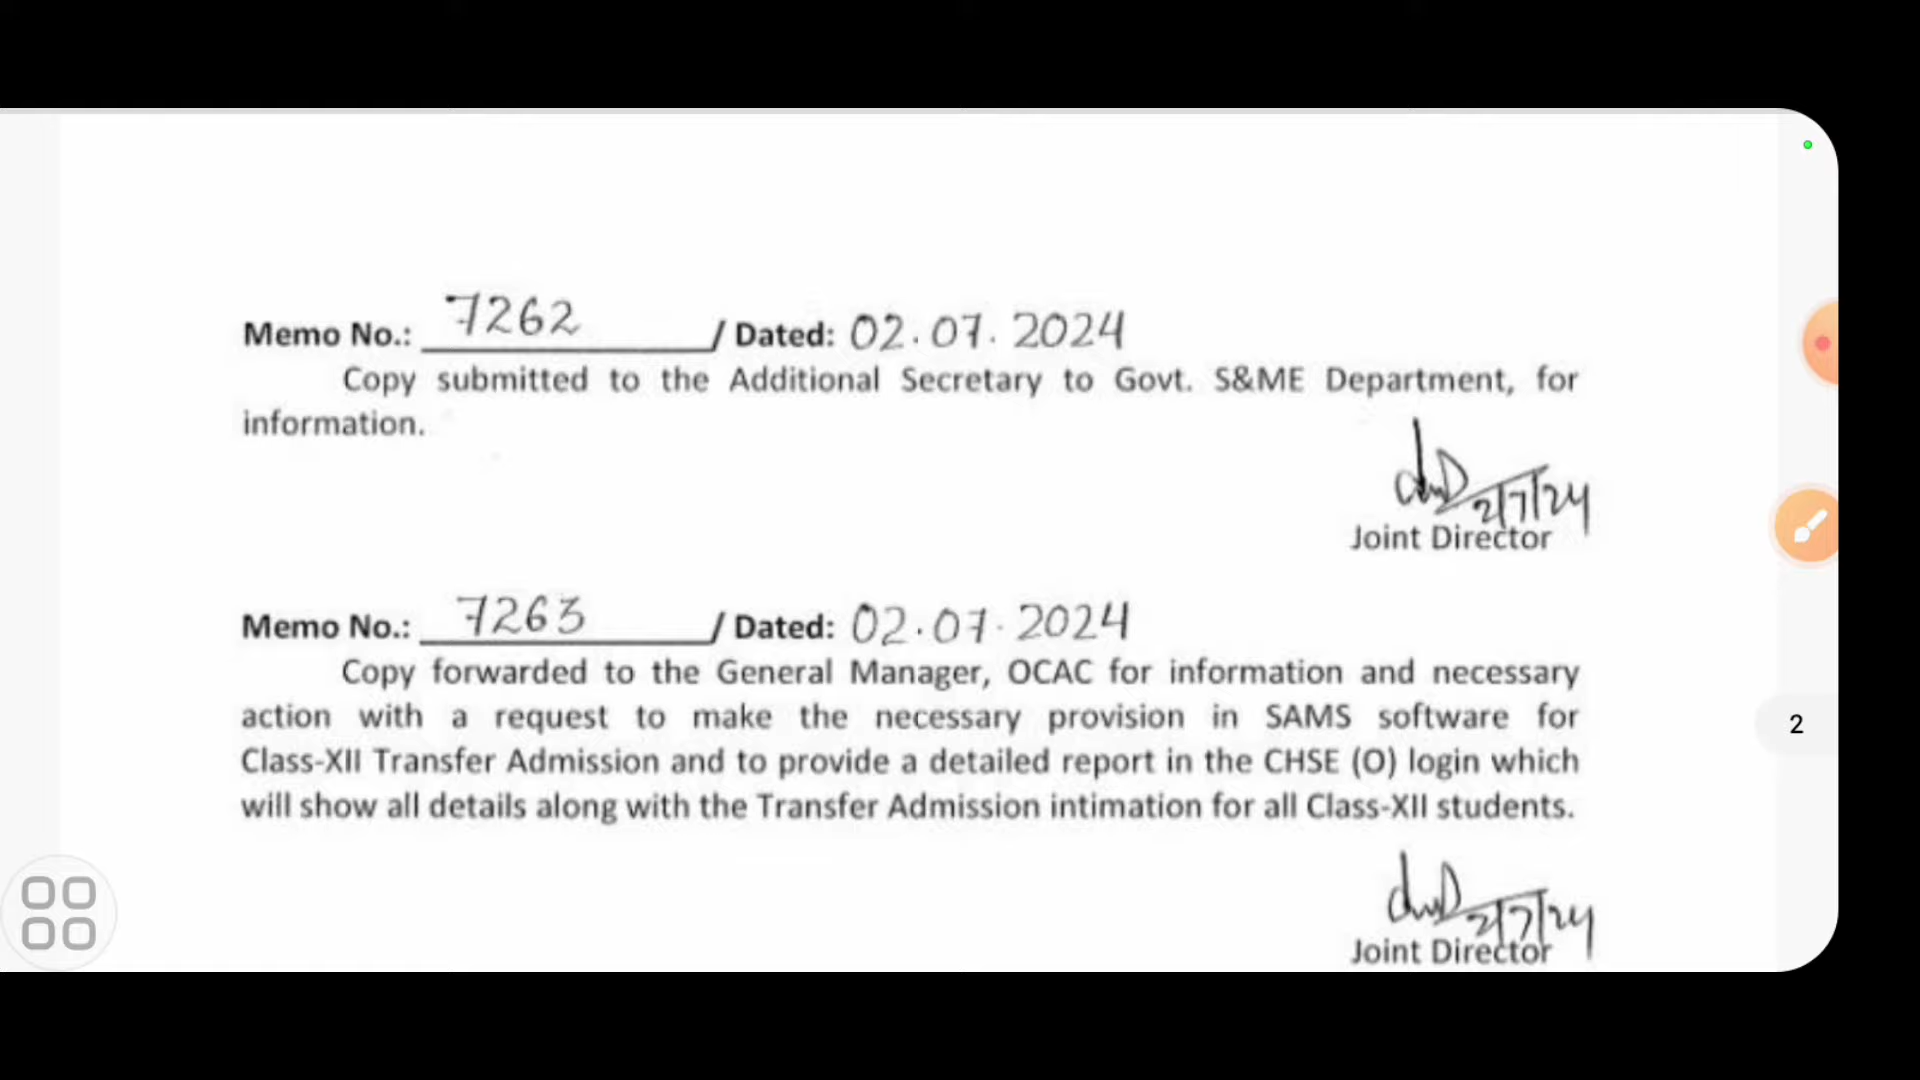 Memo No.: 7262 / Dated: 02.07.2024
Copy submitted to the Additional Secretary to Govt. S&ME Department, for
information.
2/7/24
Joint Director
Memo No.: 7263 / Dated: 02.07.2024
Copy forwarded to the General Manager, OCAC for information and necessary
action with a request to make the necessary provision in SAMS software for
Class-XII Transfer Admission and to provide a detailed report in the CHSE (O) login which
will show all details along with the Transfer Admission intimation for all Class-XII students.
2/7/24
Joint Director
2